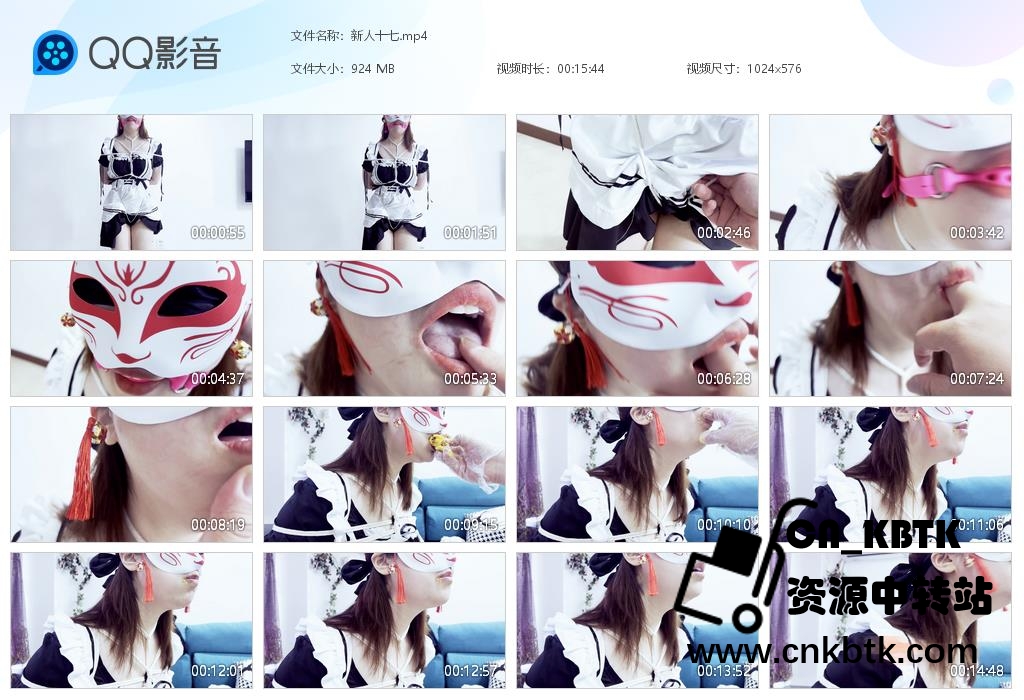 QQ影音
文件名称：新人十七.mp4
文件大小：924 MB 视频时长：00:15:44 视频尺寸：1024x576
00:00:55 00:01:51 00:02:46 00:03:42
00:04:37 00:05:33 00:06:28 00:07:24
00:08:19 00:09:15 00:10:10 00:11:06
CN_KBTK
资源中转站
00:12:01 00:12:57 00:13:52 00:14:48
www.cnkbtk.com